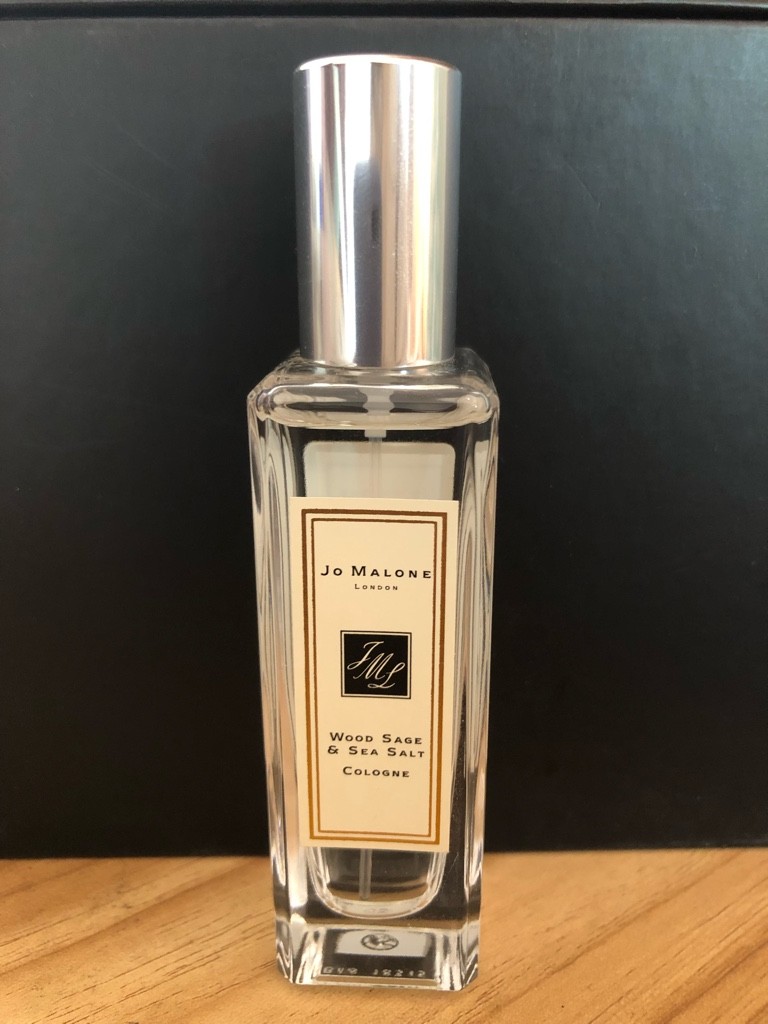 Jo Malone
London
JML
Wood Sage
& Sea Salt
Cologne